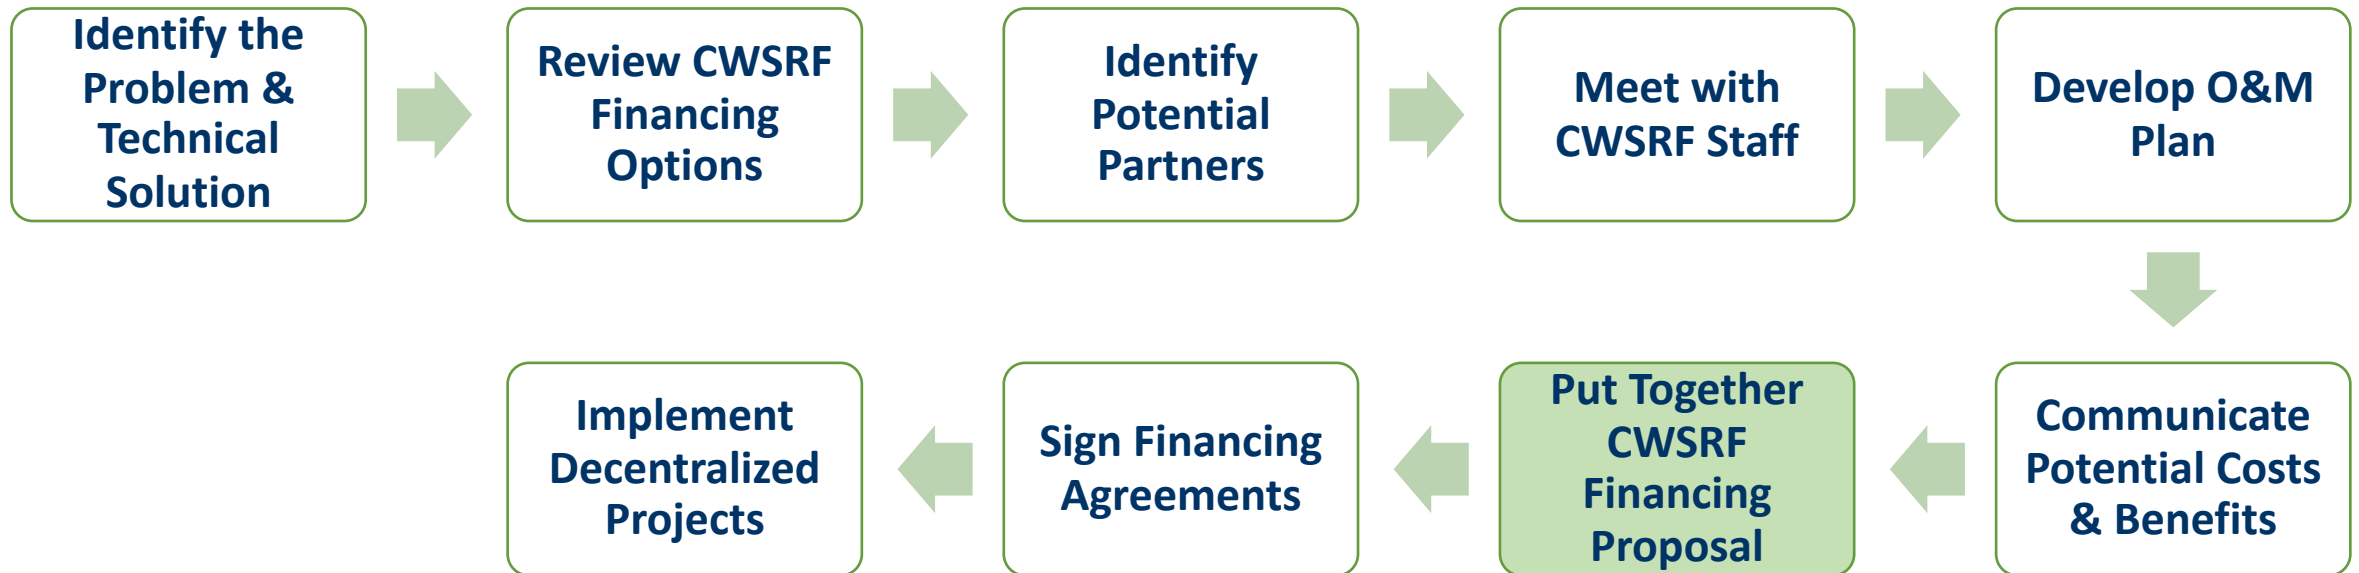 Identify the
Problem &
Technical
Solution
Review CWSRF
Financing
Options
Identify
Potential
Partners
Meet with
CWSRF Staff
Develop O&M
Plan
Communicate
Potential Costs
& Benefits
Put Together
CWSRF
Financing
Proposal
Sign Financing
Agreements
Implement
Decentralized
Projects